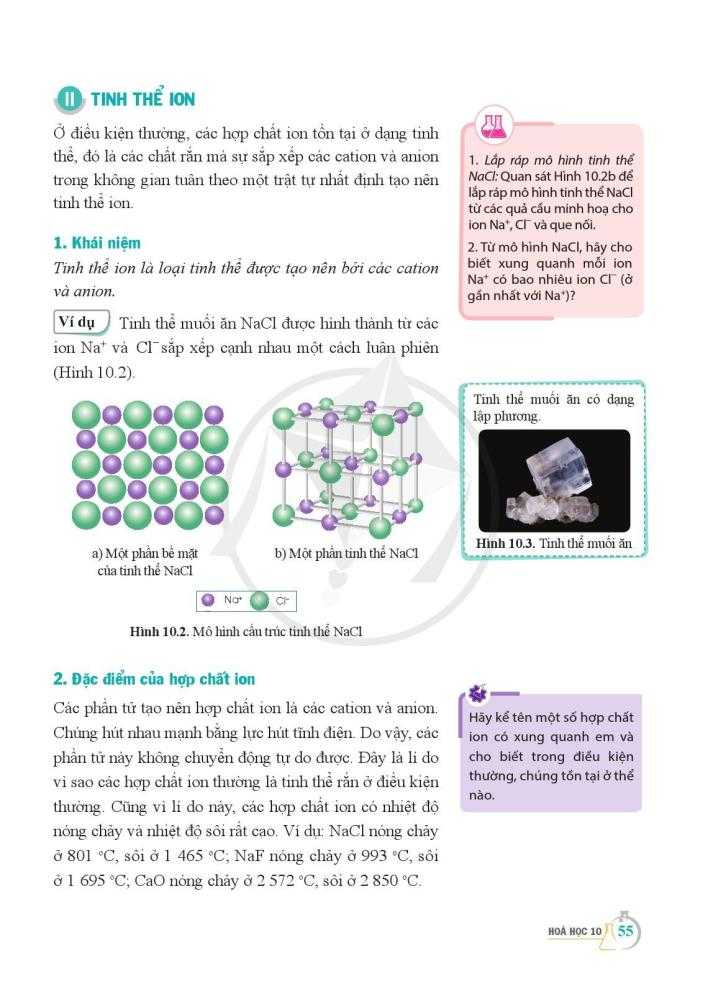 II TINH THỂ ION
Ở điều kiện thường, các hợp chất ion tồn tại ở dạng tinh
thể, đó là các chất rắn mà sự sắp xếp các cation và anion
trong không gian tuân theo một trật tự nhất định tạo nên
tinh thể ion.
1. Khái niệm
Tinh thể ion là loại tinh thể được tạo nên bởi các cation
và anion.
Ví dụ Tinh thể muối ăn NaCl được hình thành từ các
ion Na⁺ và Cl⁻ sắp xếp cạnh nhau một cách luân phiên
(Hình 10.2).
a) Một phần bề mặt
của tinh thể NaCl
b) Một phần tinh thể NaCl
Na⁺ Cl⁻
Hình 10.2. Mô hình cấu trúc tinh thể NaCl
1. Lắp ráp mô hình tinh thể
NaCl: Quan sát Hình 10.2b để
lắp ráp mô hình tinh thể NaCl
từ các quả cầu minh hoạ cho
ion Na⁺, Cl⁻ và que nối.
2. Từ mô hình NaCl, hãy cho
biết xung quanh mỗi ion
Na⁺ có bao nhiêu ion Cl⁻ (ở
gần nhất với Na⁺)?
Tinh thể muối ăn có dạng
lập phương.
Hình 10.3. Tinh thể muối ăn
2. Đặc điểm của hợp chất ion
Các phần tử tạo nên hợp chất ion là các cation và anion.
Chúng hút nhau mạnh bằng lực hút tĩnh điện. Do vậy, các
phần tử này không chuyển động tự do được. Đây là lí do
vì sao các hợp chất ion thường là tinh thể rắn ở điều kiện
thường. Cũng vì lí do này, các hợp chất ion có nhiệt độ
nóng chảy và nhiệt độ sôi rất cao. Ví dụ: NaCl nóng chảy
ở 801 °C, sôi ở 1 465 °C; NaF nóng chảy ở 993 °C, sôi
ở 1 695 °C; CaO nóng chảy ở 2 572 °C, sôi ở 2 850 °C.
Hãy kể tên một số hợp chất
ion có xung quanh em và
cho biết trong điều kiện
thường, chúng tồn tại ở thể
nào.
HOÁ HỌC 10 55